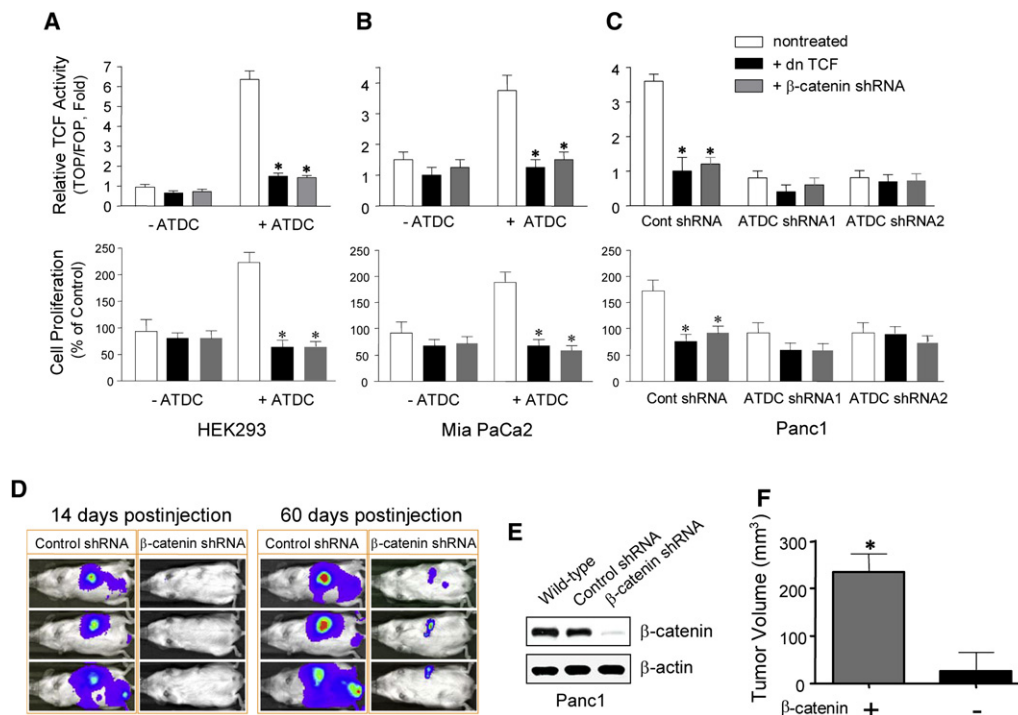 A
B
C
nontreated
+ dn TCF
+ β-catenin shRNA
Relative TCF Activity
(TOP/FOP, Fold)
7
6
5
4
3
2
1
0
- ATDC
+ ATDC
4
2
0
- ATDC
+ ATDC
4
3
2
1
0
Cont shRNA
ATDC shRNA1
ATDC shRNA2
Cell Proliferation
(% of Control)
250
200
150
100
50
0
- ATDC
+ ATDC
HEK293
250
200
150
100
50
0
- ATDC
+ ATDC
Mia PaCa2
250
200
150
100
50
0
Cont shRNA
ATDC shRNA1
ATDC shRNA2
Panc1
D
14 days postinjection
60 days postinjection
Control shRNA
β-catenin shRNA
Control shRNA
β-catenin shRNA
E
Wild-type
Control shRNA
β-catenin shRNA
β-catenin
β-actin
Panc1
F
Tumor Volume (mm³)
300
200
100
0
*
β-catenin + -